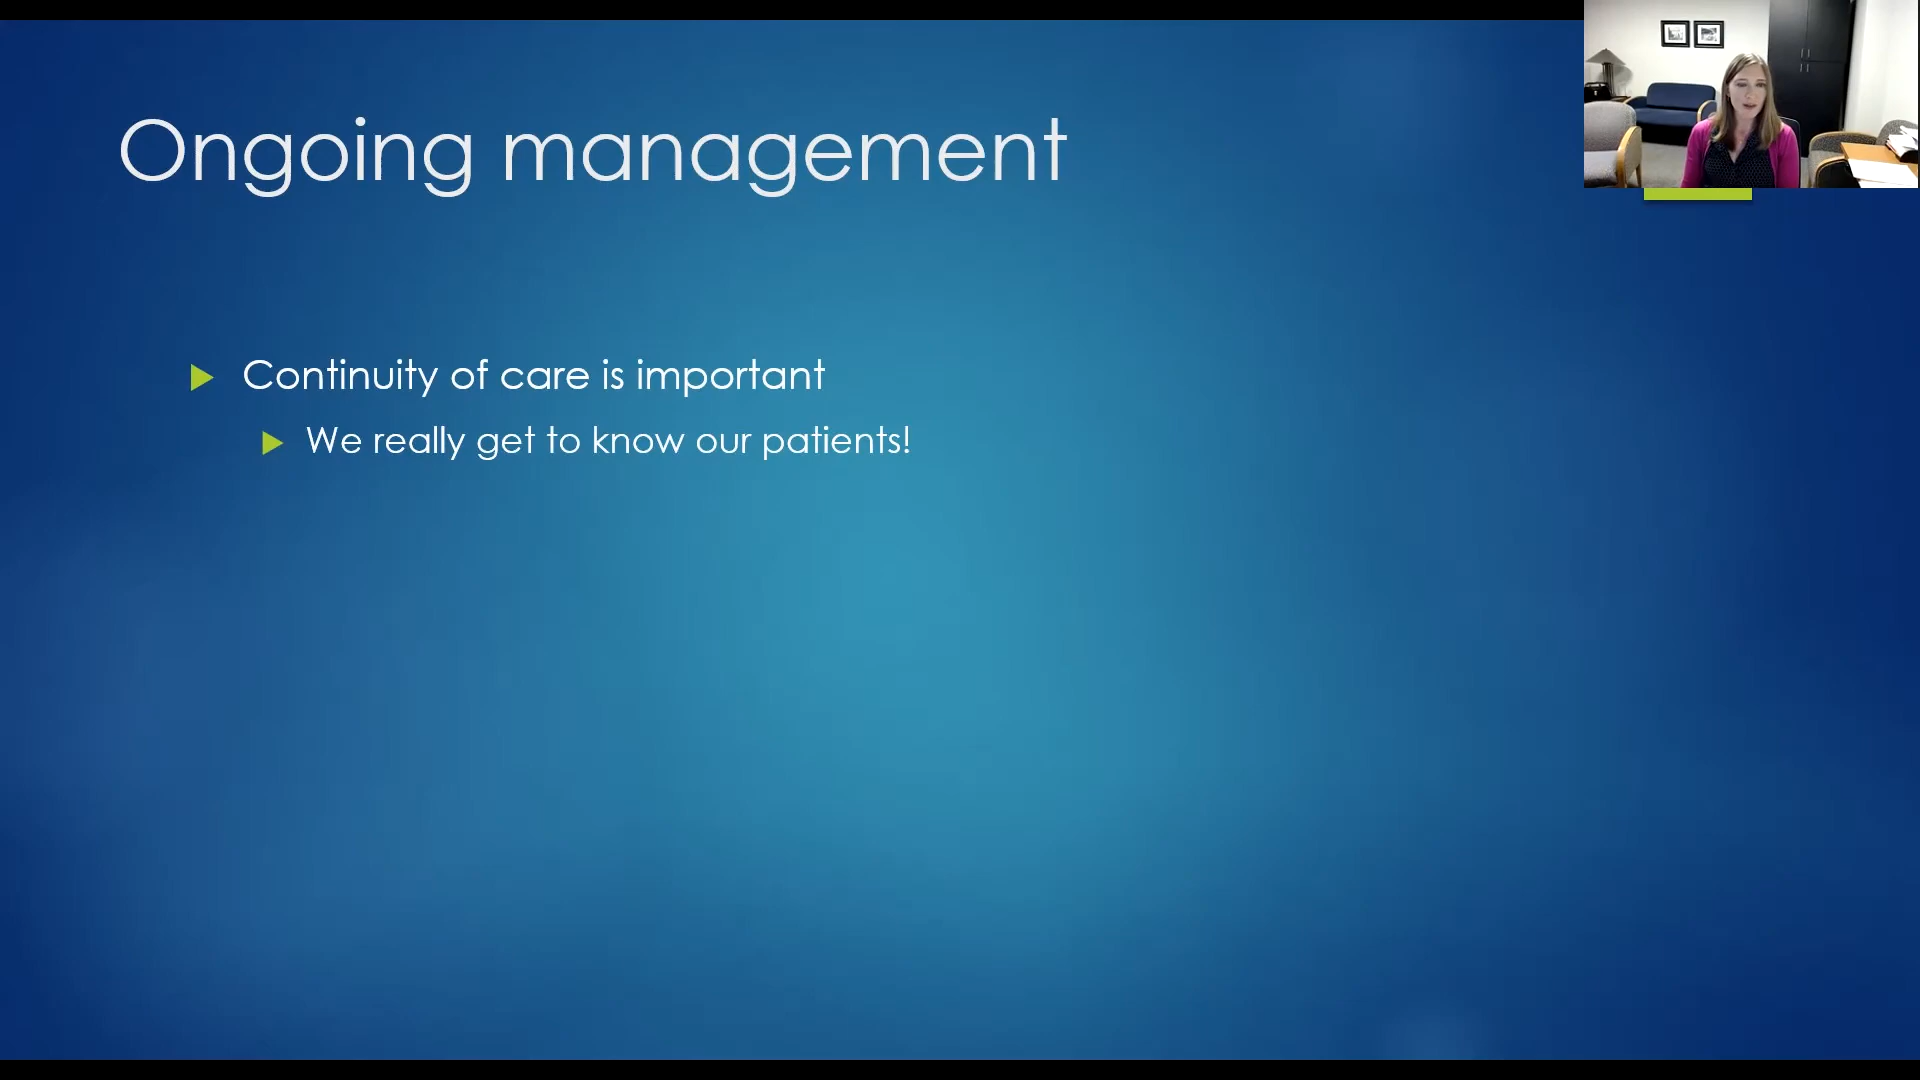 Ongoing management
Continuity of care is important
We really get to know our patients!